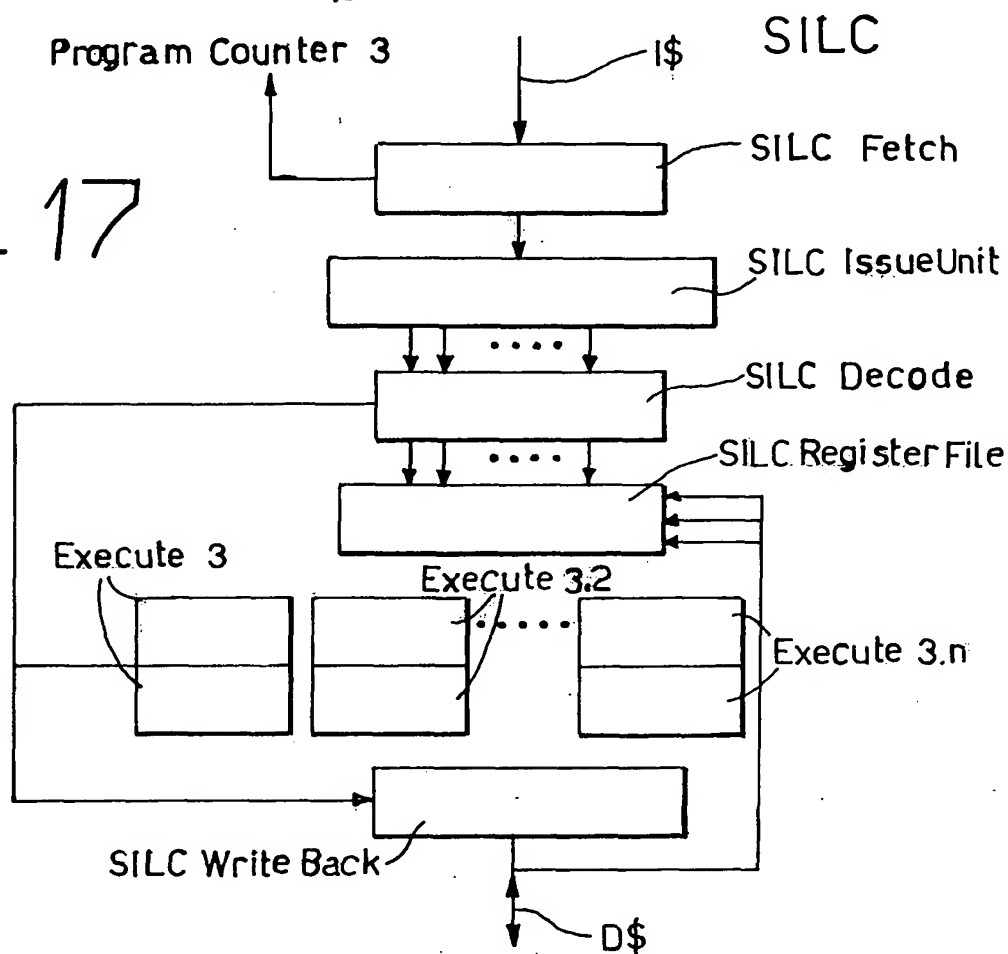 SILC
Program Counter 3
I$
SILC Fetch
17
SILC IssueUnit
SILC Decode
SILC Register File
Execute 3
Execute 3.2
Execute 3.n
SILC Write Back
D$